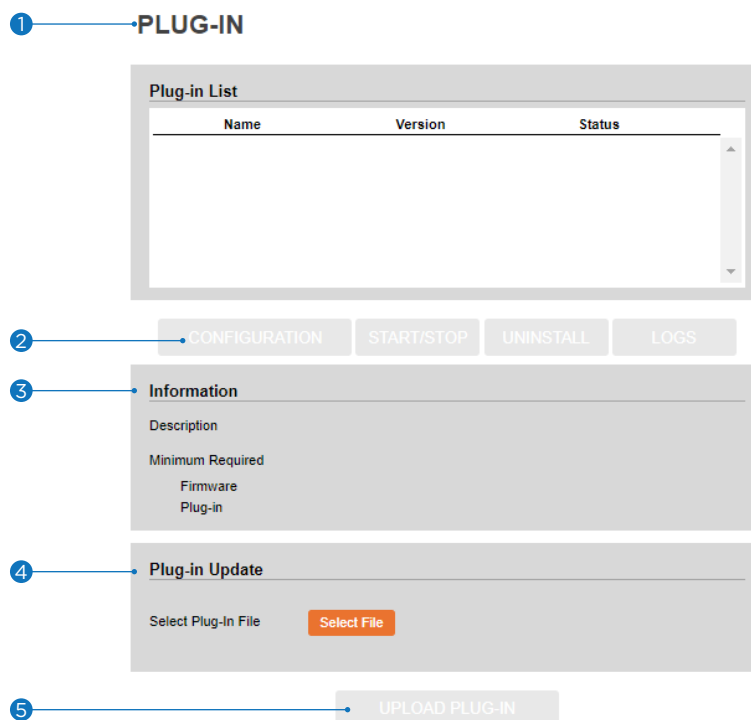 1 PLUG-IN
Plug-in List
Name Version Status
2 CONFIGURATION START/STOP UNINSTALL LOGS
3 Information
Description
Minimum Required
Firmware
Plug-in
4 Plug-in Update
Select Plug-In File Select File
5 UPLOAD PLUG-IN